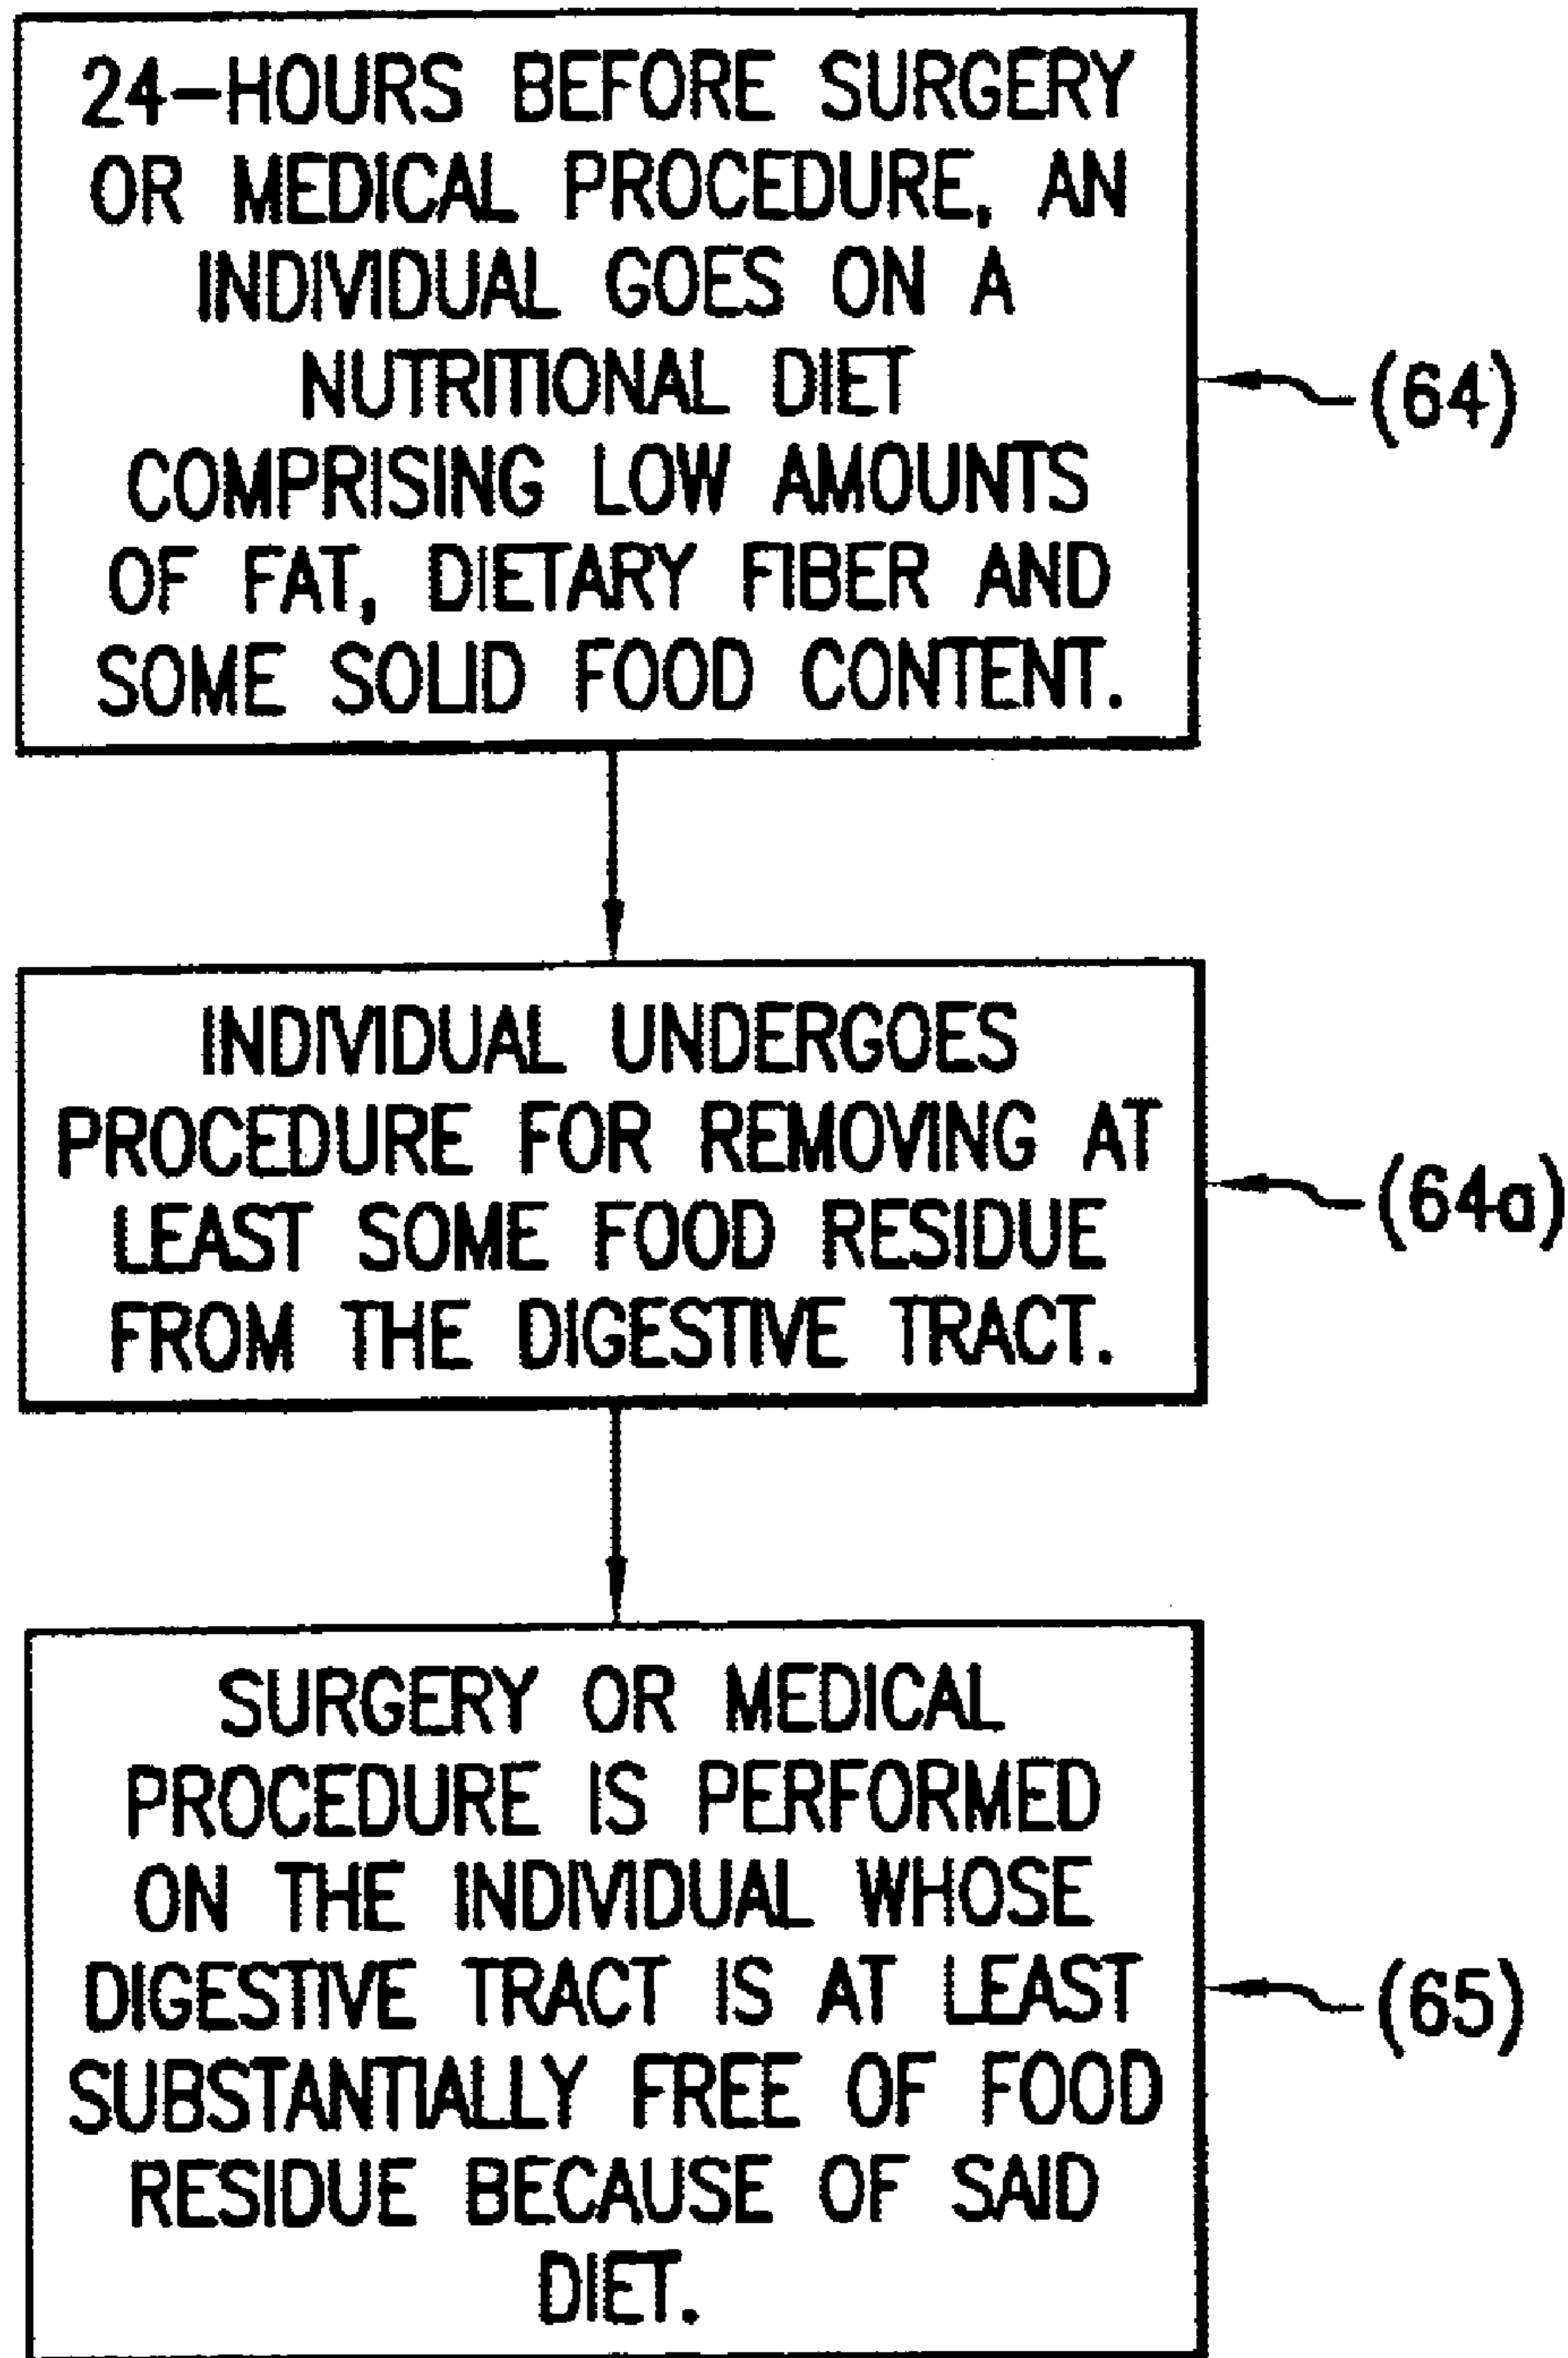 24-HOURS BEFORE SURGERY
OR MEDICAL PROCEDURE, AN
INDIVIDUAL GOES ON A
NUTRITIONAL DIET
COMPRISING LOW AMOUNTS
OF FAT, DIETARY FIBER AND
SOME SOLID FOOD CONTENT.
(64)
INDIVIDUAL UNDERGOES
PROCEDURE FOR REMOVING AT
LEAST SOME FOOD RESIDUE
FROM THE DIGESTIVE TRACT.
(64a)
SURGERY OR MEDICAL
PROCEDURE IS PERFORMED
ON THE INDIVIDUAL WHOSE
DIGESTIVE TRACT IS AT LEAST
SUBSTANTIALLY FREE OF FOOD
RESIDUE BECAUSE OF SAID
DIET.
(65)